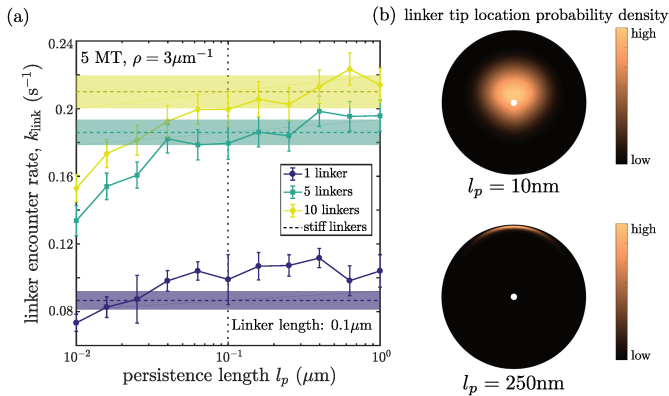 (a)
5 MT, ρ = 3μm⁻¹
linker encounter rate, k_link (s⁻¹)
0.24
0.2
0.16
0.12
0.08
1 linker
5 linkers
10 linkers
stiff linkers
Linker length: 0.1μm
10⁻²
10⁻¹
10⁰
persistence length l_p (μm)
(b) linker tip location probability density
high
low
l_p = 10nm
high
low
l_p = 250nm